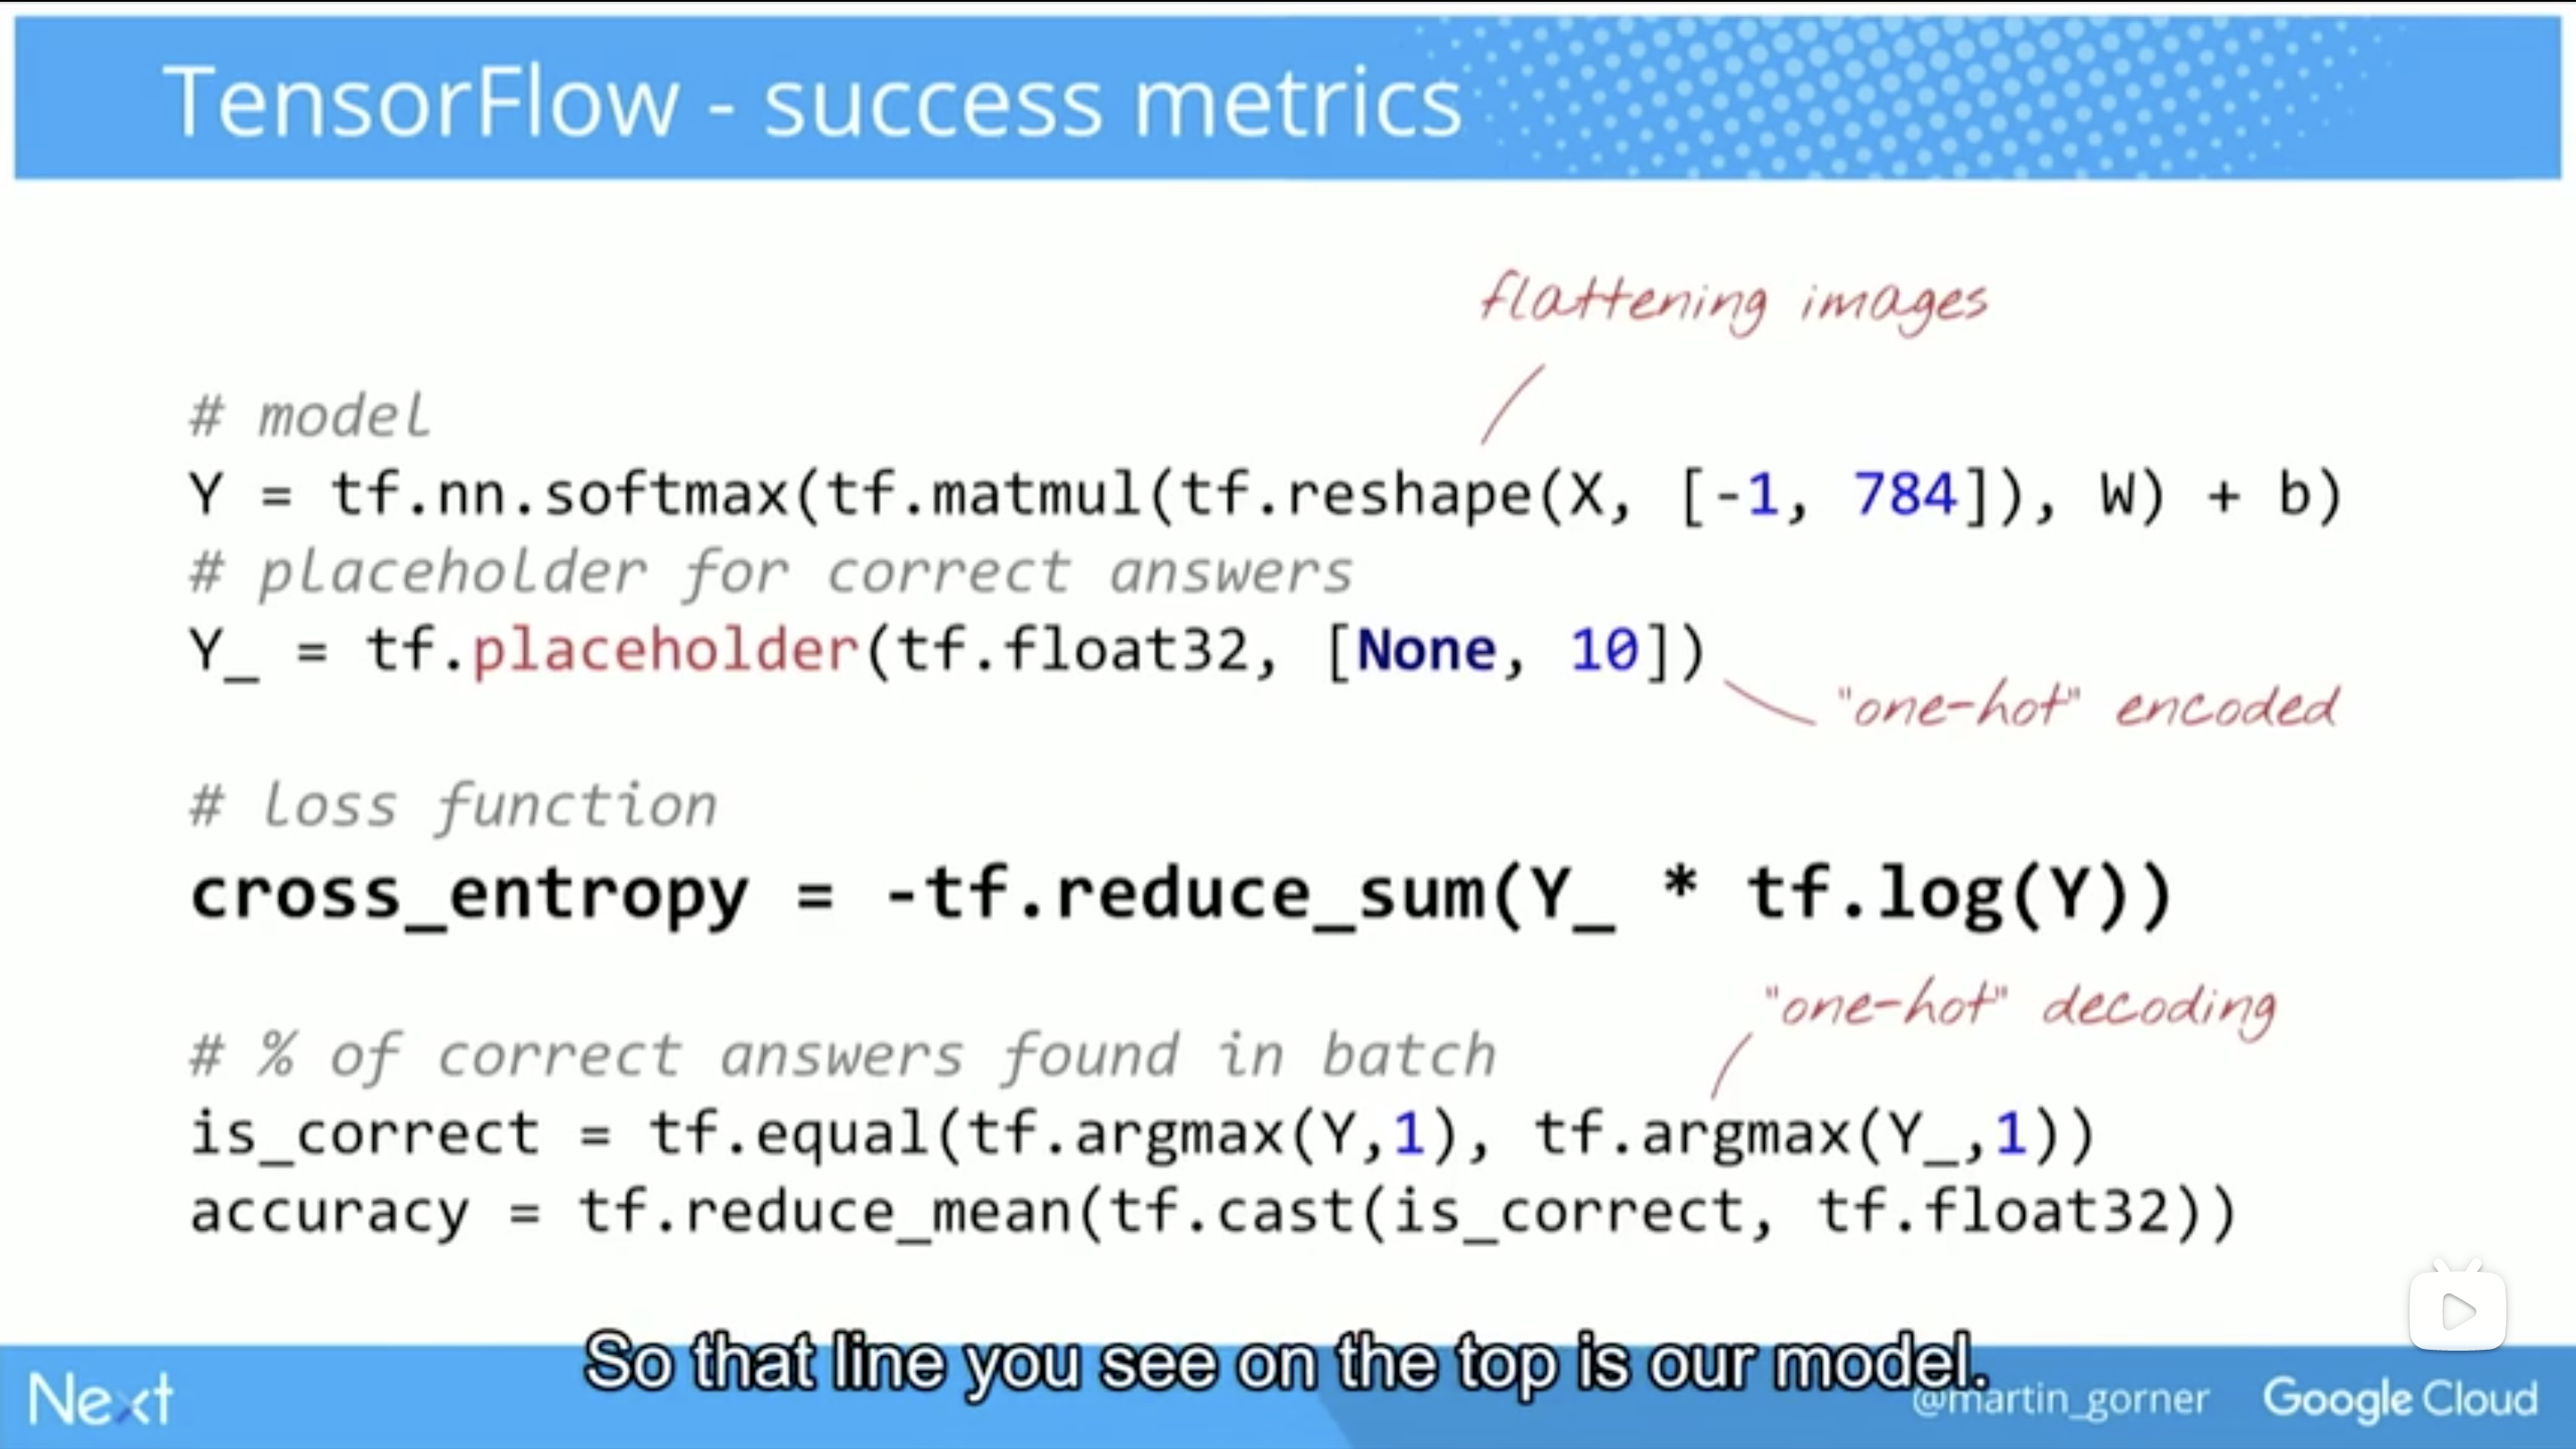 TensorFlow - success metrics
flattening images
# model
Y = tf.nn.softmax(tf.matmul(tf.reshape(X, [-1, 784]), W) + b)
# placeholder for correct answers
Y_ = tf.placeholder(tf.float32, [None, 10])
"one-hot" encoded
# loss function
cross_entropy = -tf.reduce_sum(Y_ * tf.log(Y))
"one-hot" decoding
# % of correct answers found in batch
is_correct = tf.equal(tf.argmax(Y,1), tf.argmax(Y_,1))
accuracy = tf.reduce_mean(tf.cast(is_correct, tf.float32))
So that line you see on the top is our model.
Next
@martin_gorner
Google Cloud